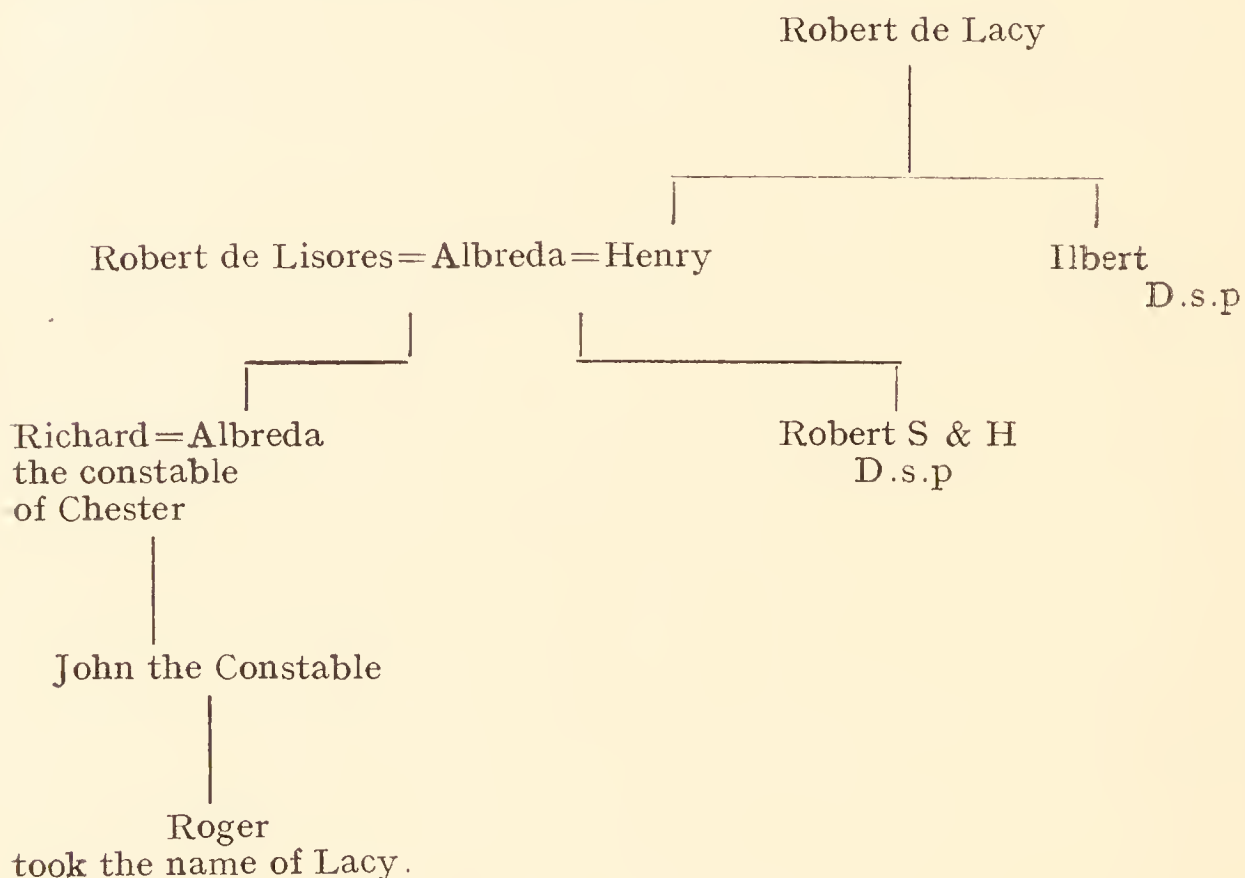 Robert de Lacy
Robert de Lisores=Albreda=Henry
Ilbert
D.s.p
Richard=Albreda
the constable
of Chester
Robert S & H
D.s.p
John the Constable
Roger
took the name of Lacy.